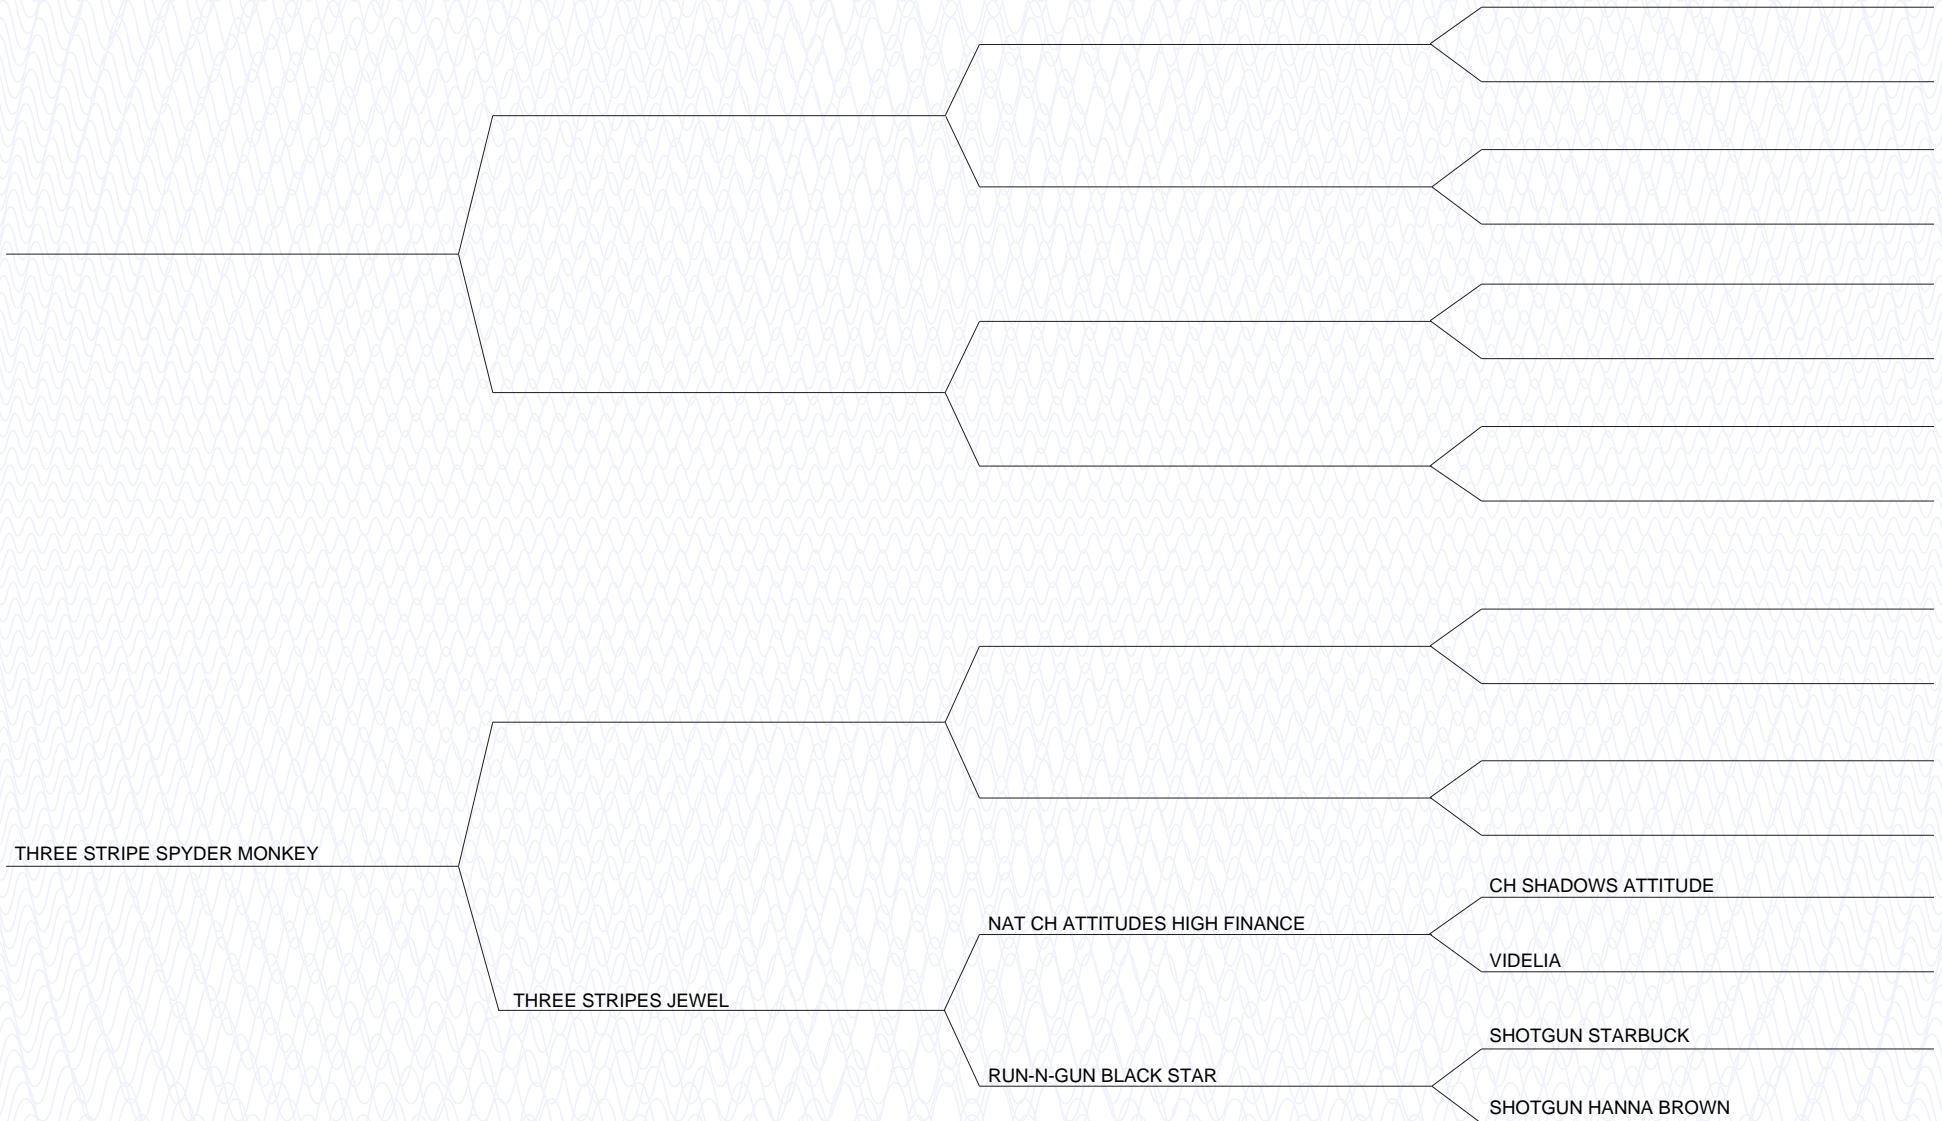 THREE STRIPE SPYDER MONKEY
CH SHADOWS ATTITUDE
NAT CH ATTITUDES HIGH FINANCE
VIDELIA
THREE STRIPES JEWEL
SHOTGUN STARBUCK
RUN-N-GUN BLACK STAR
SHOTGUN HANNA BROWN